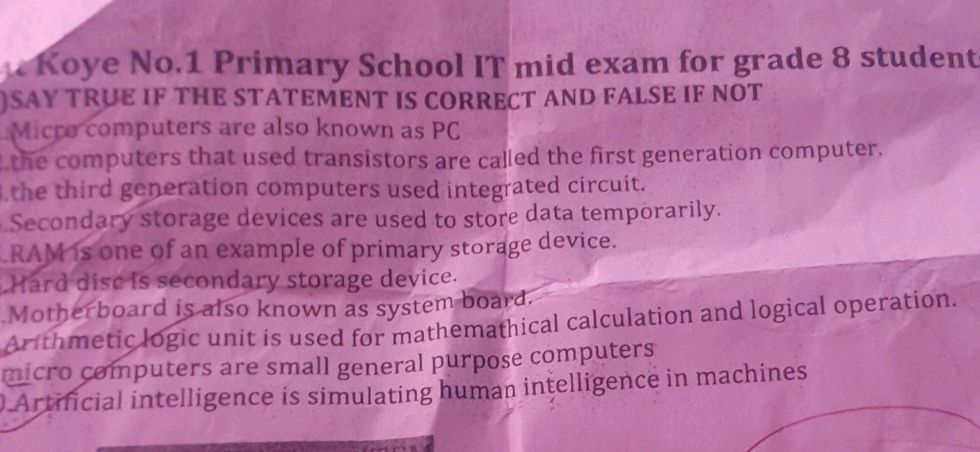 Koye No.1 Primary School IT mid exam for grade 8 student
)SAY TRUE IF THE STATEMENT IS CORRECT AND FALSE IF NOT
.Micro computers are also known as PC
.the computers that used transistors are called the first generation computer.
.the third generation computers used integrated circuit.
.Secondary storage devices are used to store data temporarily.
.RAM is one of an example of primary storage device.
.Hard disc is secondary storage device.
.Motherboard is also known as system board.
Arithmetic logic unit is used for mathemathical calculation and logical operation.
micro computers are small general purpose computers
.Artificial intelligence is simulating human intelligence in machines